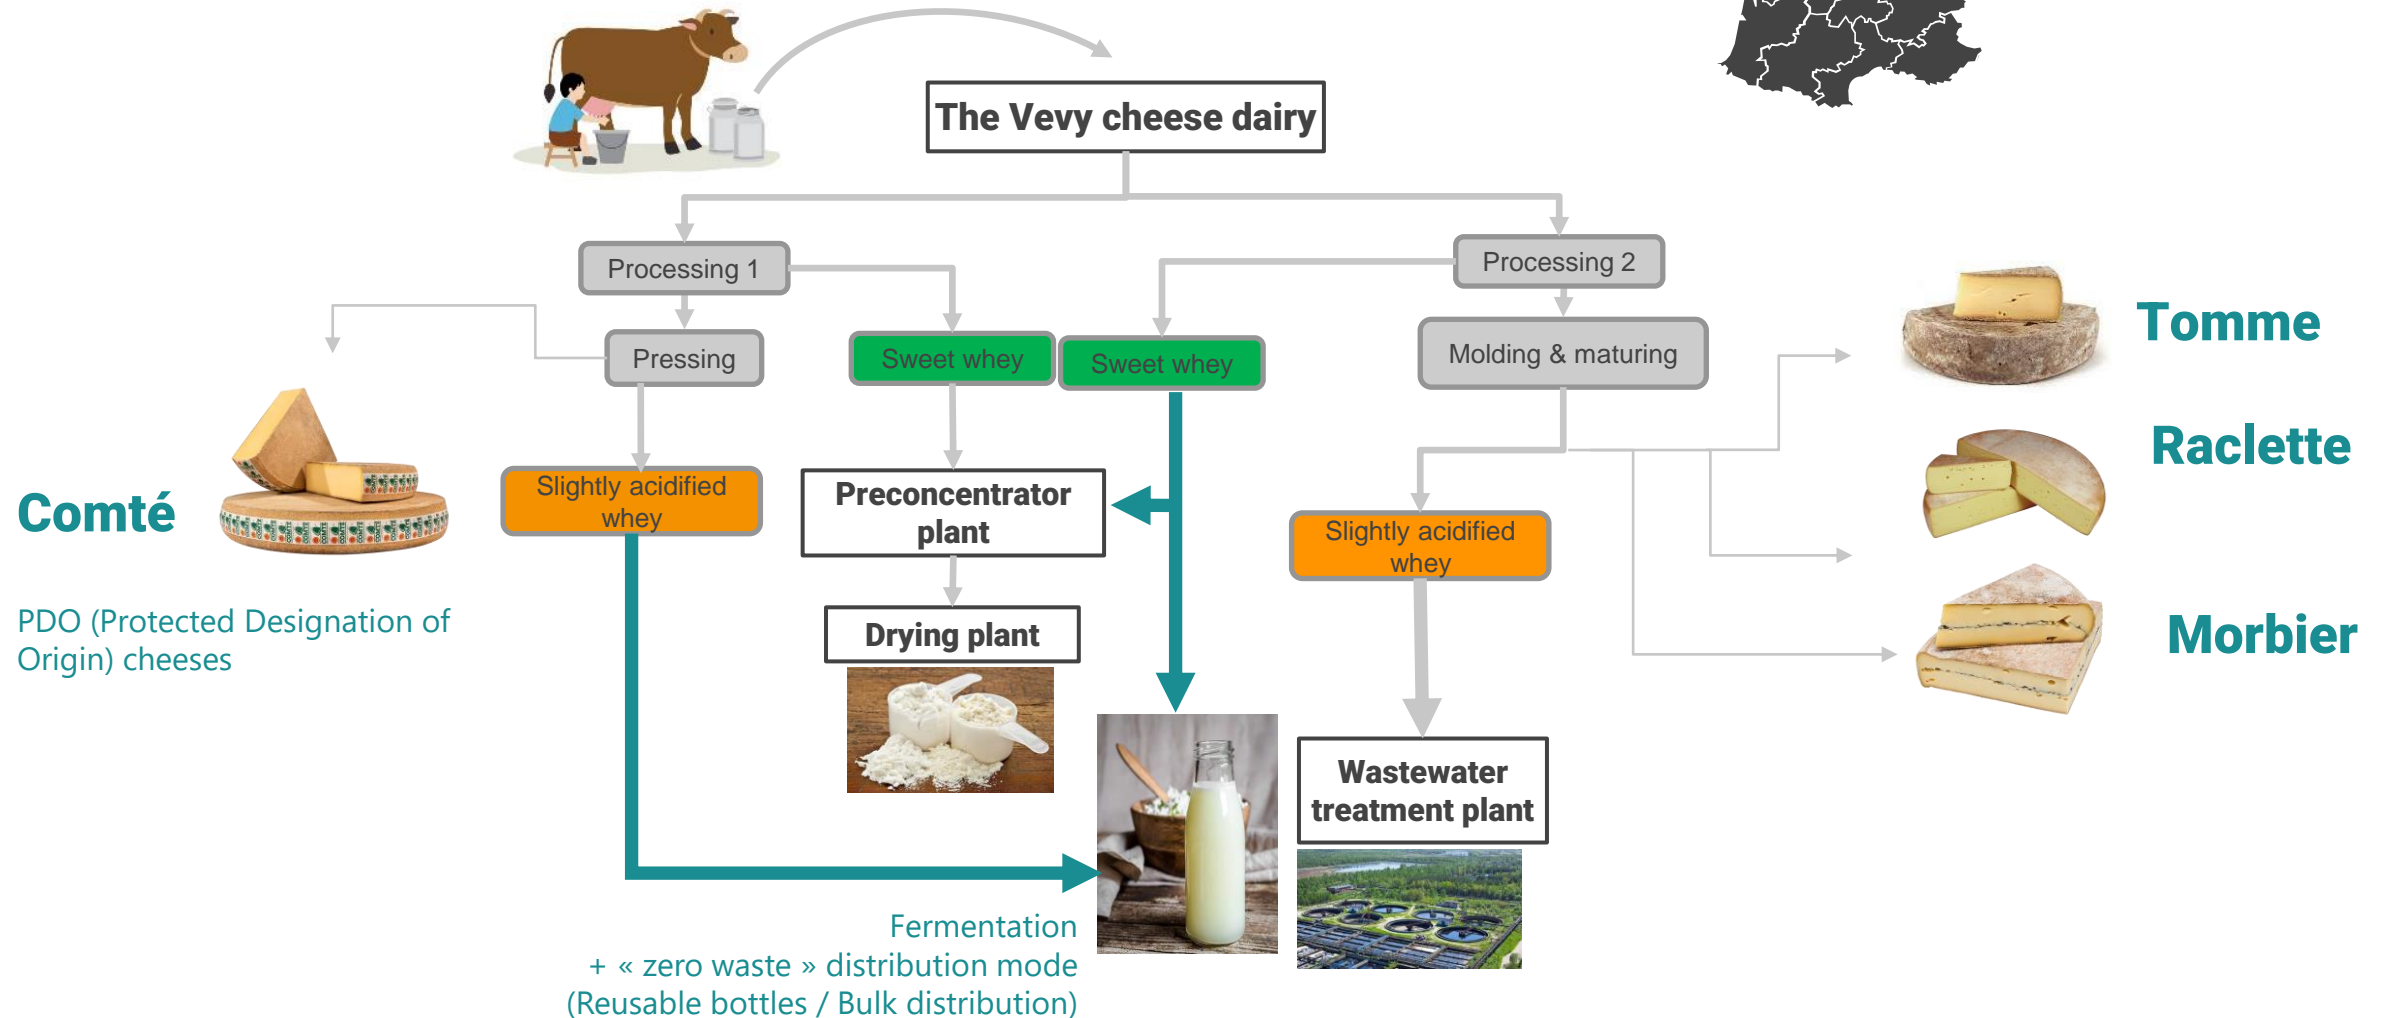 The Vevy cheese dairy
Processing 1
Processing 2
Pressing
Sweet whey
Sweet whey
Molding & maturing
Tomme
Raclette
Comté
Slightly acidified
whey
Preconcentrator
plant
Slightly acidified
whey
PDO (Protected Designation of
Origin) cheeses
Drying plant
Morbier
Wastewater
treatment plant
Fermentation
+ « zero waste » distribution mode
(Reusable bottles / Bulk distribution)
COMTÉ